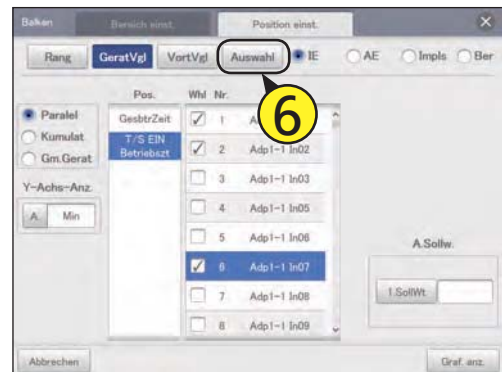 Balken Bereich einst. Position einst.
Rang GerätVgl VortVgl Auswahl IE AE Impls Ber
6
Pos. Whl Nr.
Paralel
Kumulat
Gm.Gerat
Y-Achs-Anz.
A. Min
GesbtrZeit
T/S EIN
Betriebszt
1
2 Adp1-1 In02
3 Adp1-1 In03
4 Adp1-1 In05
5 Adp1-1 In06
6 Adp1-1 In07
7 Adp1-1 In08
8 Adp1-1 In09
A.Sollw.
1.SollWt.
Abbrechen Graf. anz.